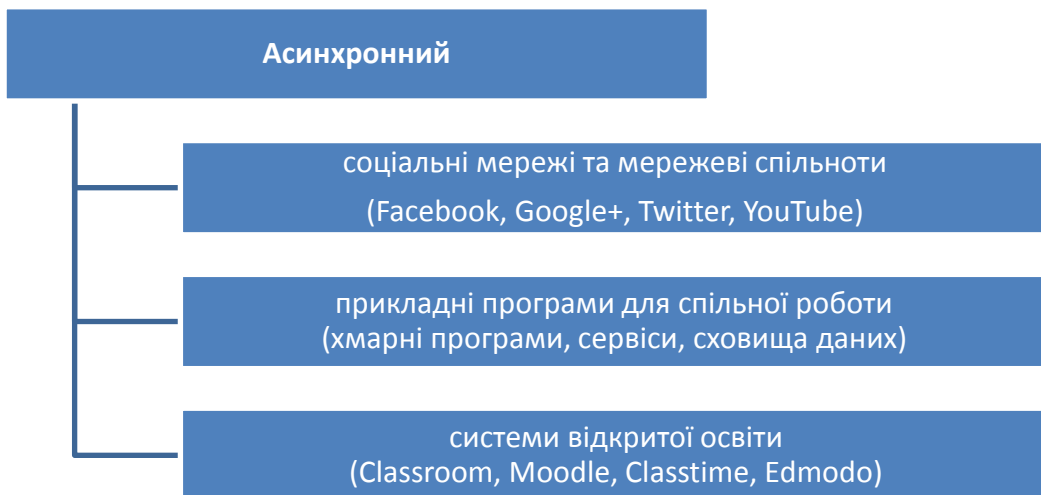 Асинхронний
соціальні мережі та мережеві спільноти
(Facebook, Google+, Twitter, YouTube)
прикладні програми для спільної роботи
(хмарні програми, сервіси, сховища даних)
системи відкритої освіти
(Classroom, Moodle, Classtime, Edmodo)